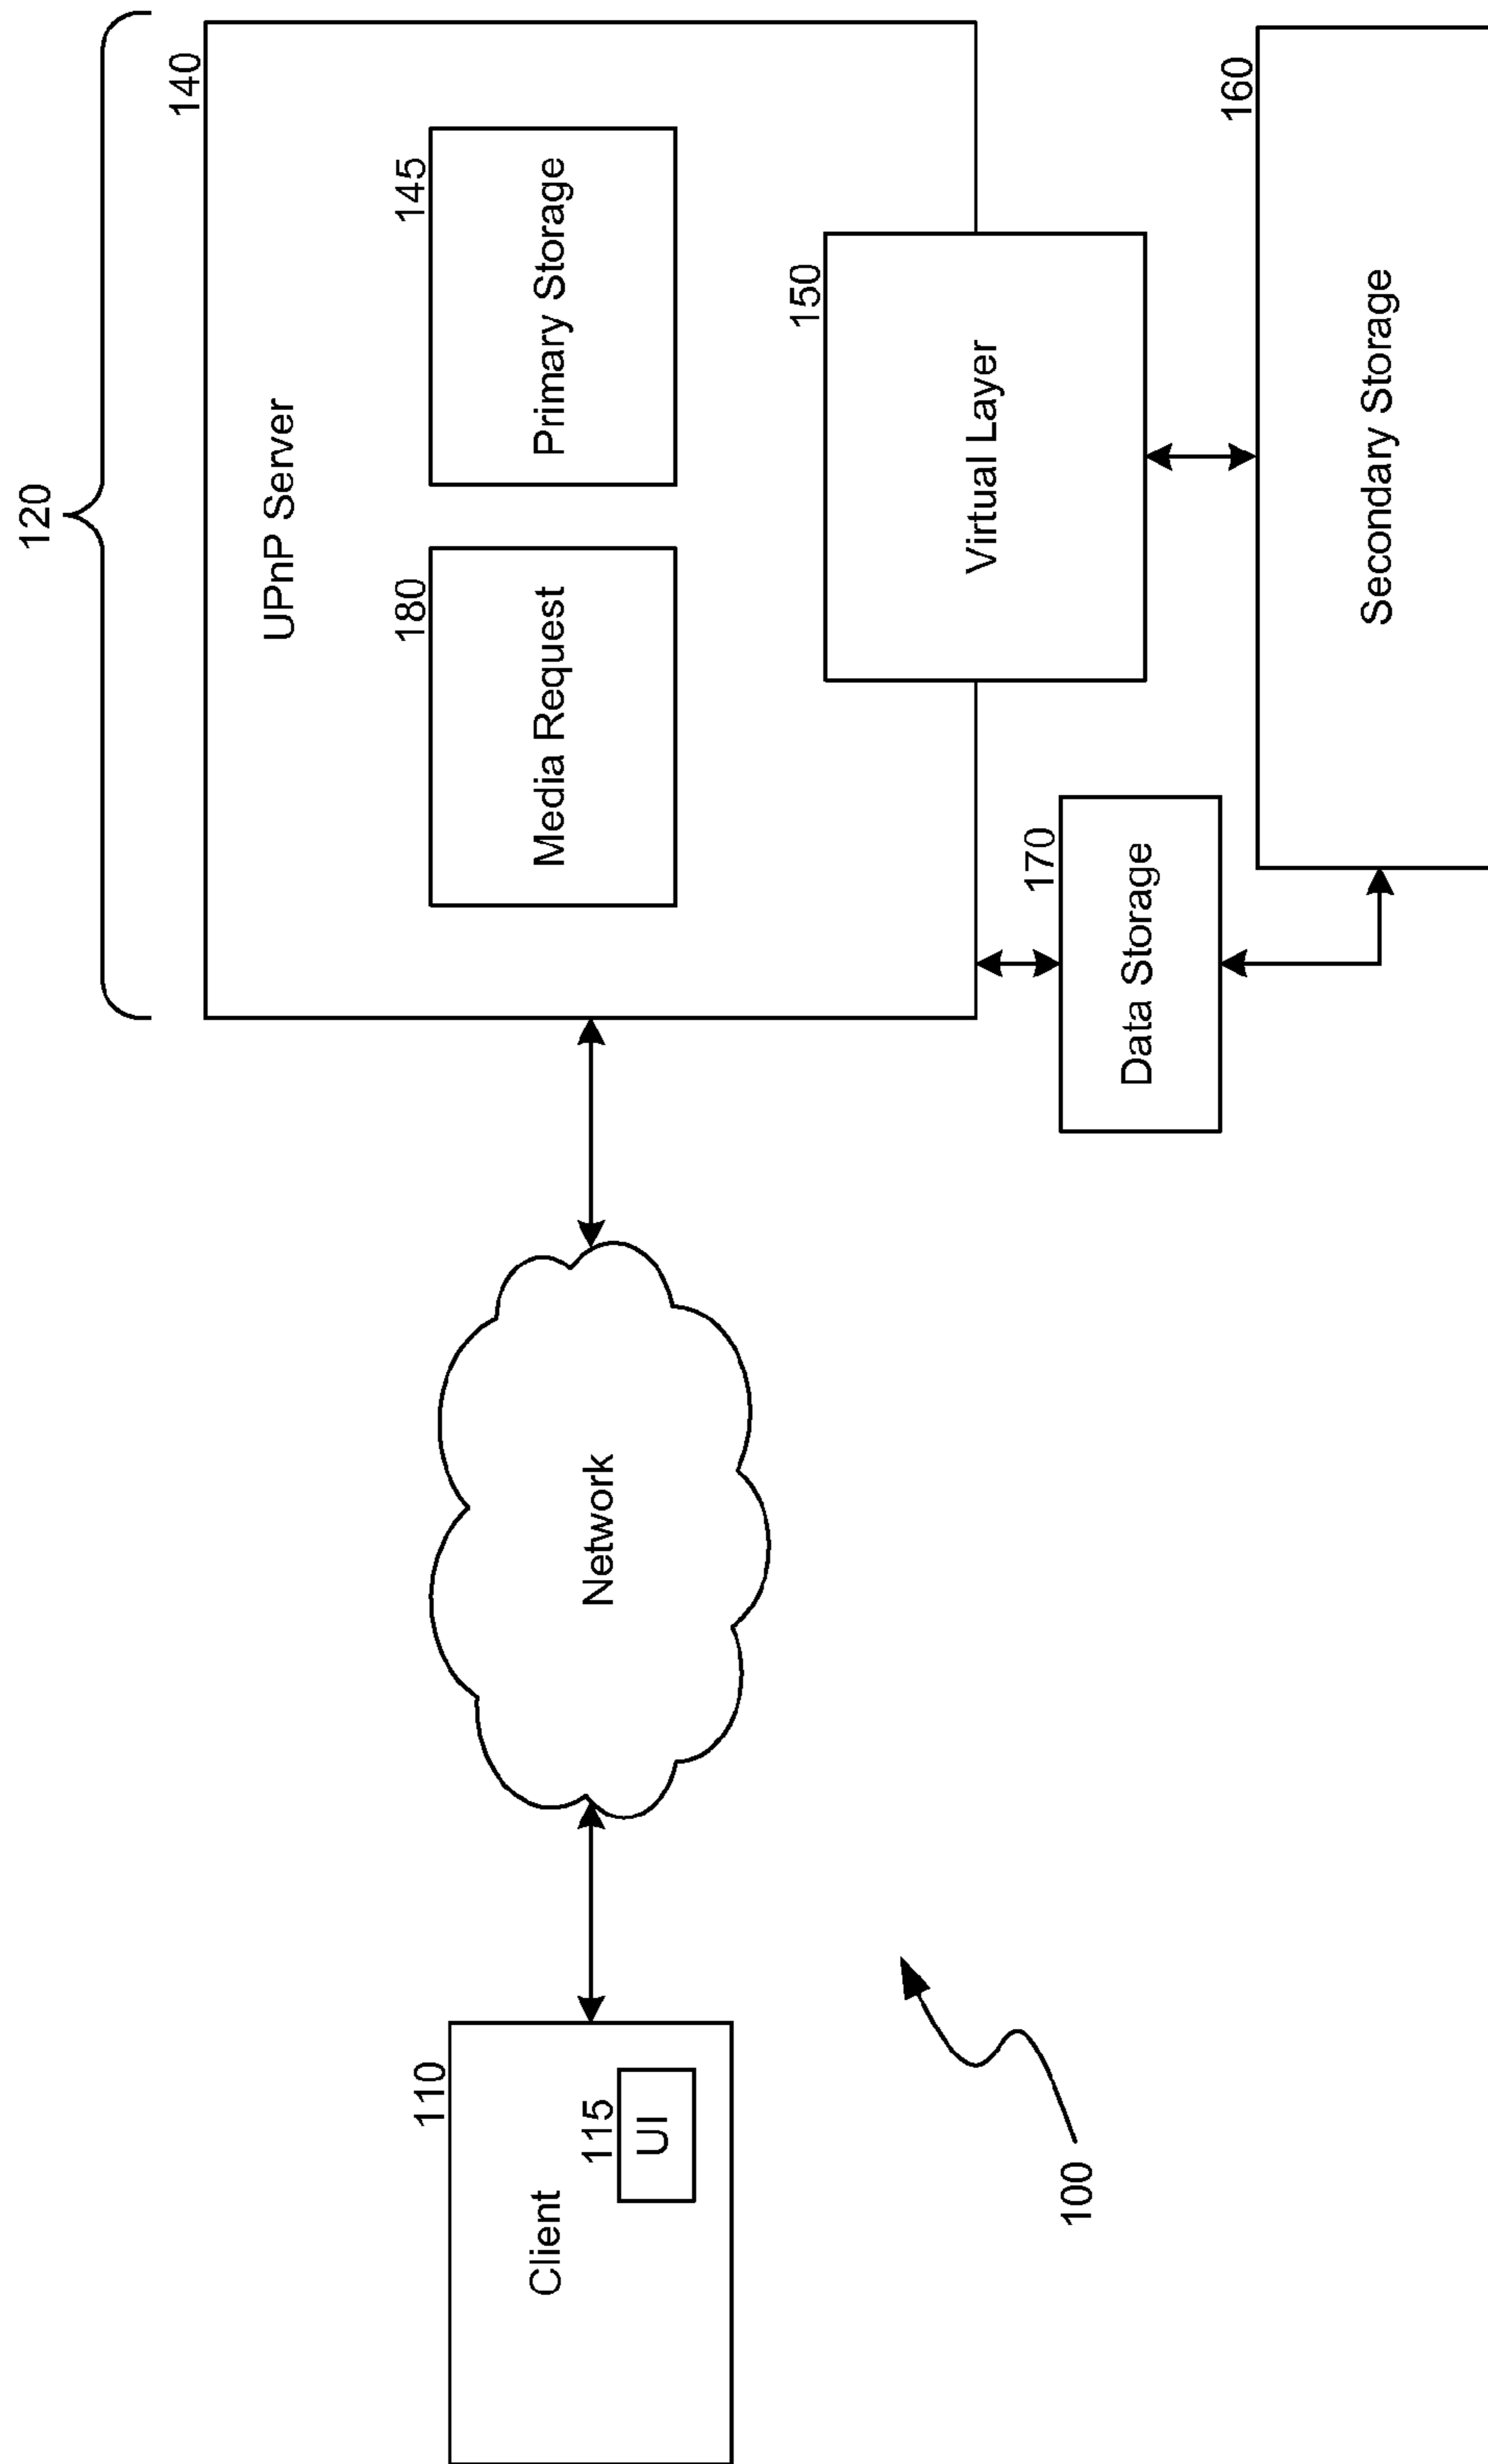 120
140
UPnP Server
180
Media Request
145
Primary Storage
150
Virtual Layer
170
Data Storage
160
Secondary Storage
Network
110
Client
115
UI
100